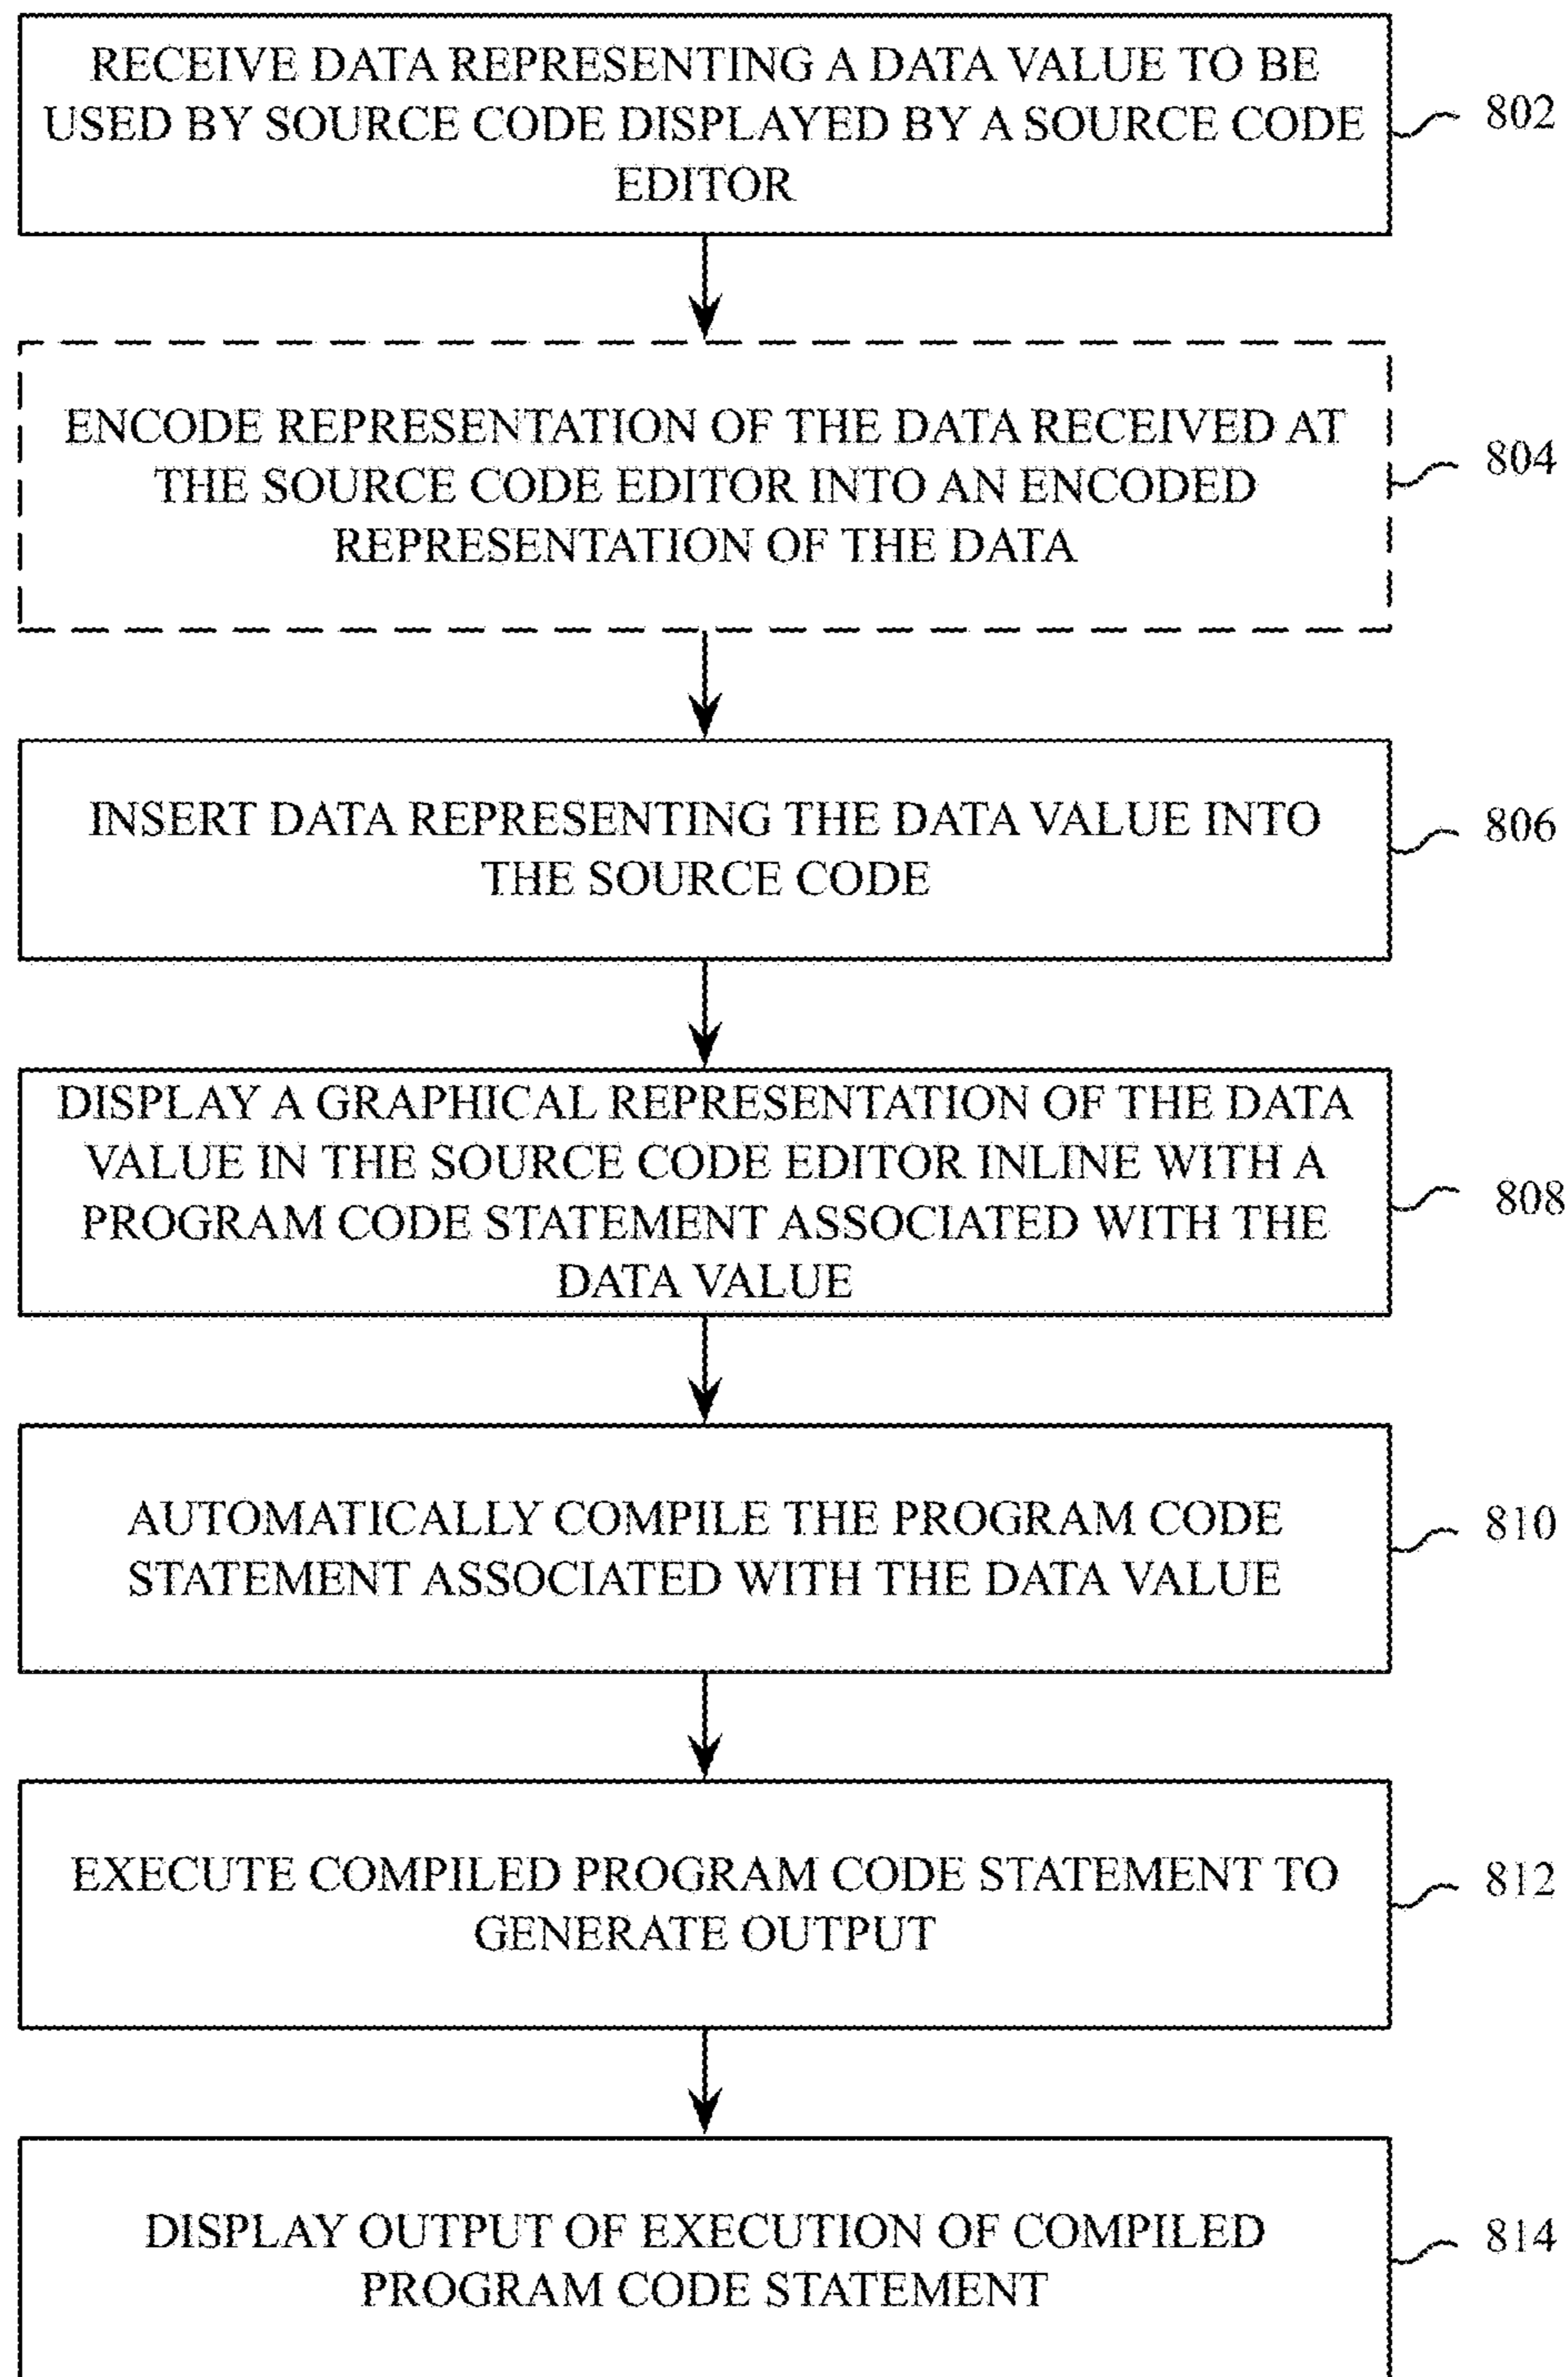 RECEIVE DATA REPRESENTING A DATA VALUE TO BE
USED BY SOURCE CODE DISPLAYED BY A SOURCE CODE
EDITOR
802
ENCODE REPRESENTATION OF THE DATA RECEIVED AT
THE SOURCE CODE EDITOR INTO AN ENCODED
REPRESENTATION OF THE DATA
804
INSERT DATA REPRESENTING THE DATA VALUE INTO
THE SOURCE CODE
806
DISPLAY A GRAPHICAL REPRESENTATION OF THE DATA
VALUE IN THE SOURCE CODE EDITOR INLINE WITH A
PROGRAM CODE STATEMENT ASSOCIATED WITH THE
DATA VALUE
808
AUTOMATICALLY COMPILE THE PROGRAM CODE
STATEMENT ASSOCIATED WITH THE DATA VALUE
810
EXECUTE COMPILED PROGRAM CODE STATEMENT TO
GENERATE OUTPUT
812
DISPLAY OUTPUT OF EXECUTION OF COMPILED
PROGRAM CODE STATEMENT
814